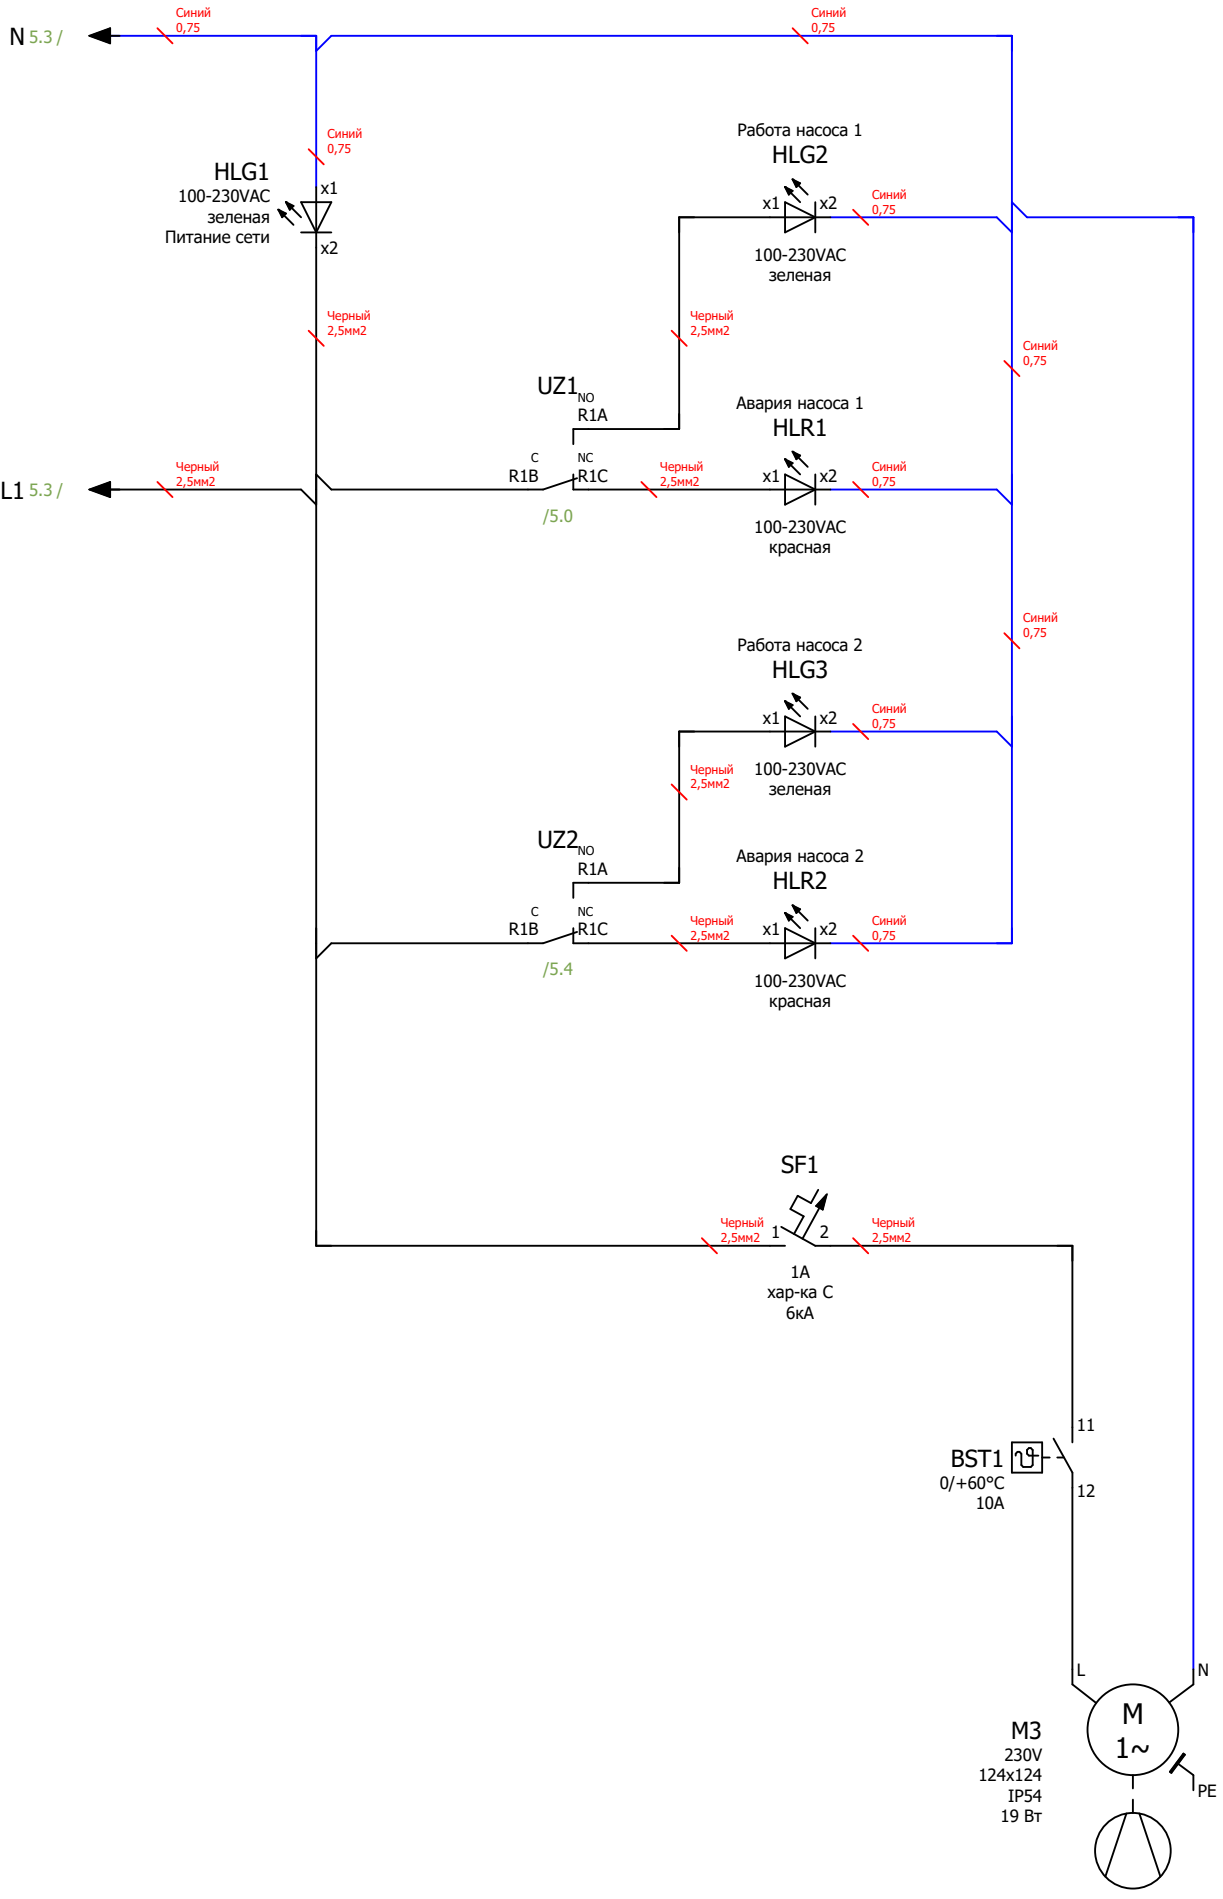 N 5.3 /
Синий
0,75
Синий
0,75
Синий
0,75
HLG1
100-230VAC
зеленая
Питание сети
x1
x2
Черный
2,5мм2
Работа насоса 1
HLG2
x1
x2
100-230VAC
зеленая
Синий
0,75
Черный
2,5мм2
Синий
0,75
UZ1
NO
R1A
C
R1B
NC
R1C
/5.0
L1 5.3 /
Черный
2,5мм2
Черный
2,5мм2
Авария насоса 1
HLR1
x1
x2
100-230VAC
красная
Синий
0,75
Синий
0,75
Работа насоса 2
HLG3
x1
x2
100-230VAC
зеленая
Синий
0,75
Черный
2,5мм2
UZ2
NO
R1A
C
R1B
NC
R1C
/5.4
Черный
2,5мм2
Авария насоса 2
HLR2
x1
x2
100-230VAC
красная
Синий
0,75
SF1
Черный
2,5мм2
1
2
Черный
2,5мм2
1А
хар-ка С
6кА
11
BST1
0/+60°C
10А
12
L
N
M
1~
M3
230V
124x124
IP54
19 Вт
PE